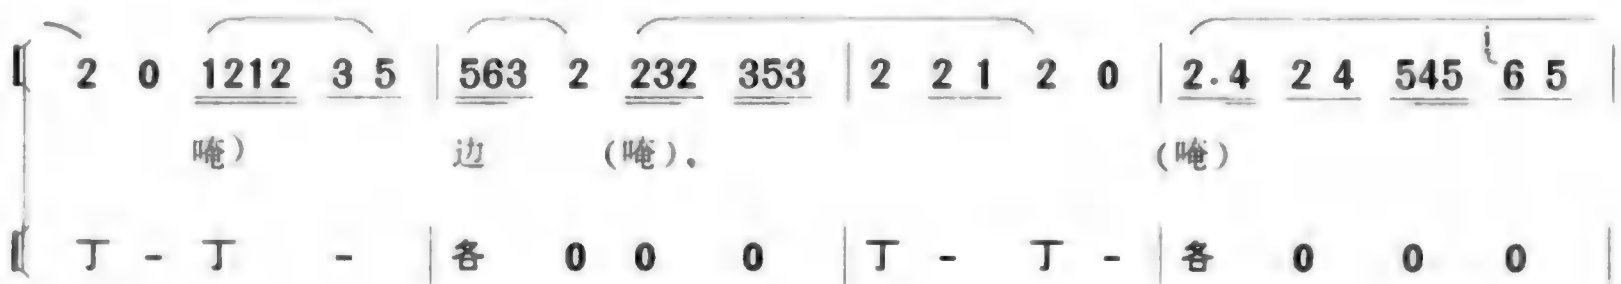 2 0 1212 3 5 | 563 2 232 353 | 2 2 1 2 0 | 2.4 2 4 545 i 6 5 |
唵) 边 (唵)。 (唵)
丁 - 丁 - | 各 0 0 0 | 丁 - 丁 - | 各 0 0 0 |